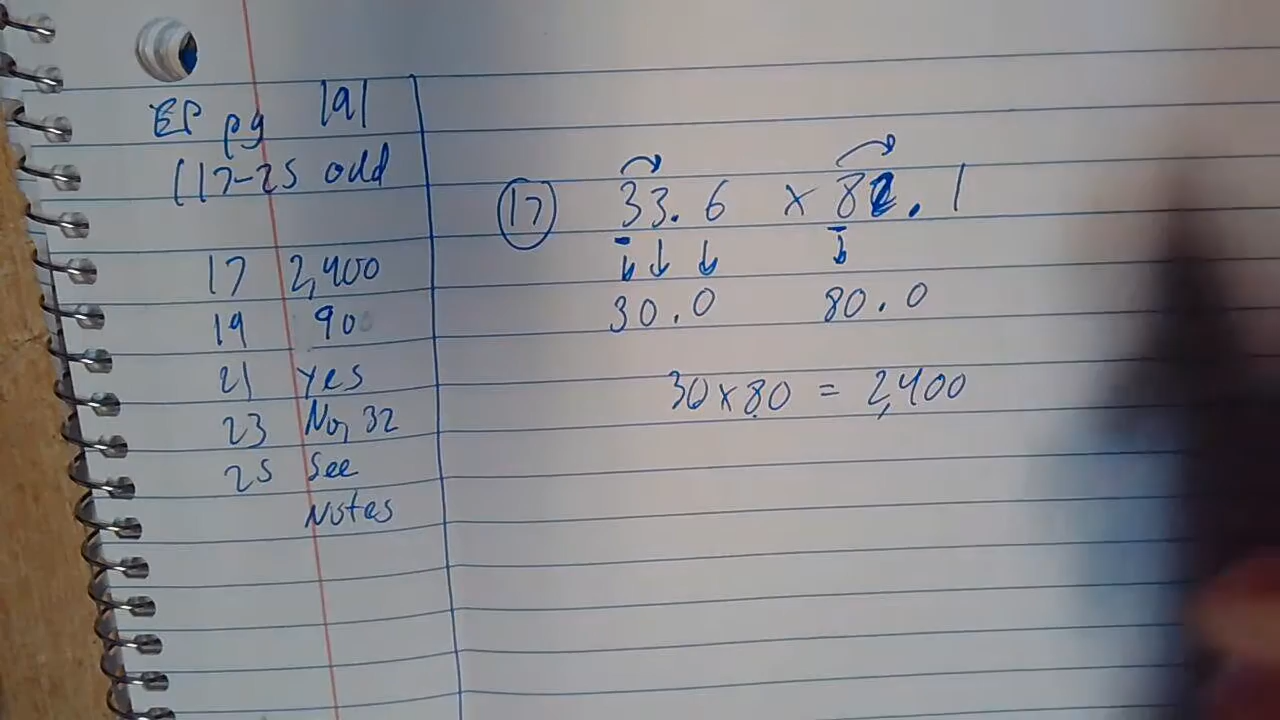 EP pg 191
(17-25 odd
17 2,400
19 90
21 yes
23 No, 32
25 See
Notes
17 33.6 x 82.1
30.0 80.0
30 x 80 = 2,400